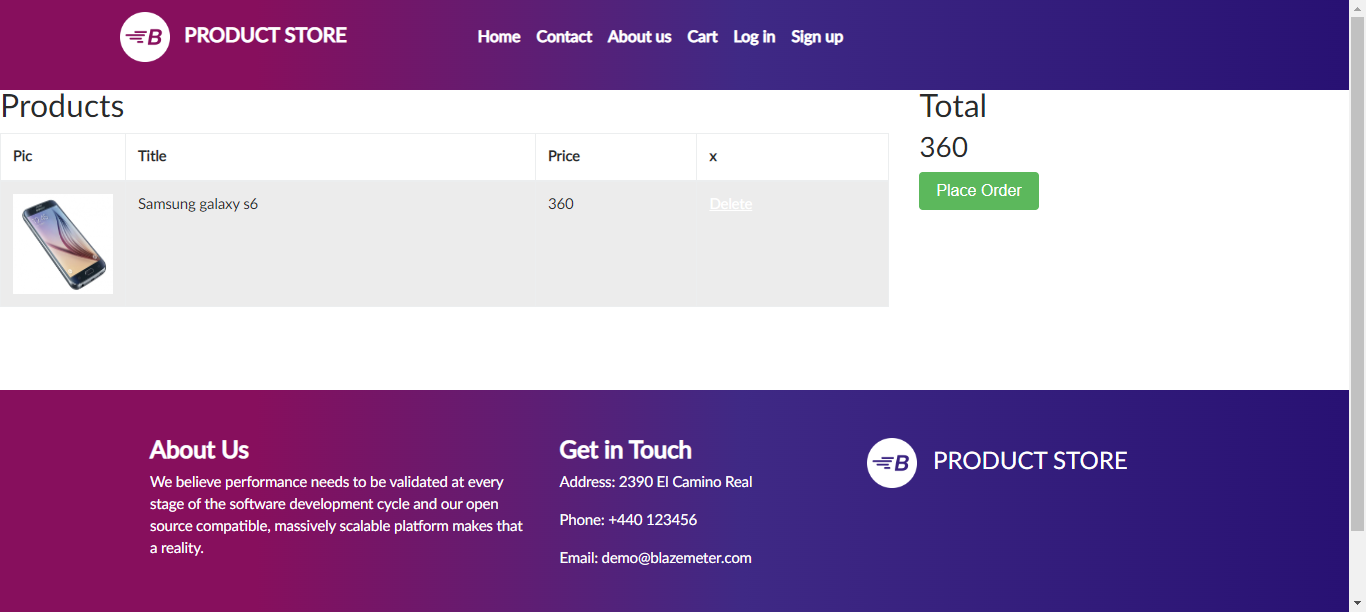 B PRODUCT STORE
Home Contact About us Cart Log in Sign up
Products
Pic Title Price x
Samsung galaxy s6 360 Delete
Total
360
Place Order
About Us
We believe performance needs to be validated at every
stage of the software development cycle and our open
source compatible, massively scalable platform makes that
a reality.
Get in Touch
Address: 2390 El Camino Real
Phone: +440 123456
Email: demo@blazemeter.com
B PRODUCT STORE